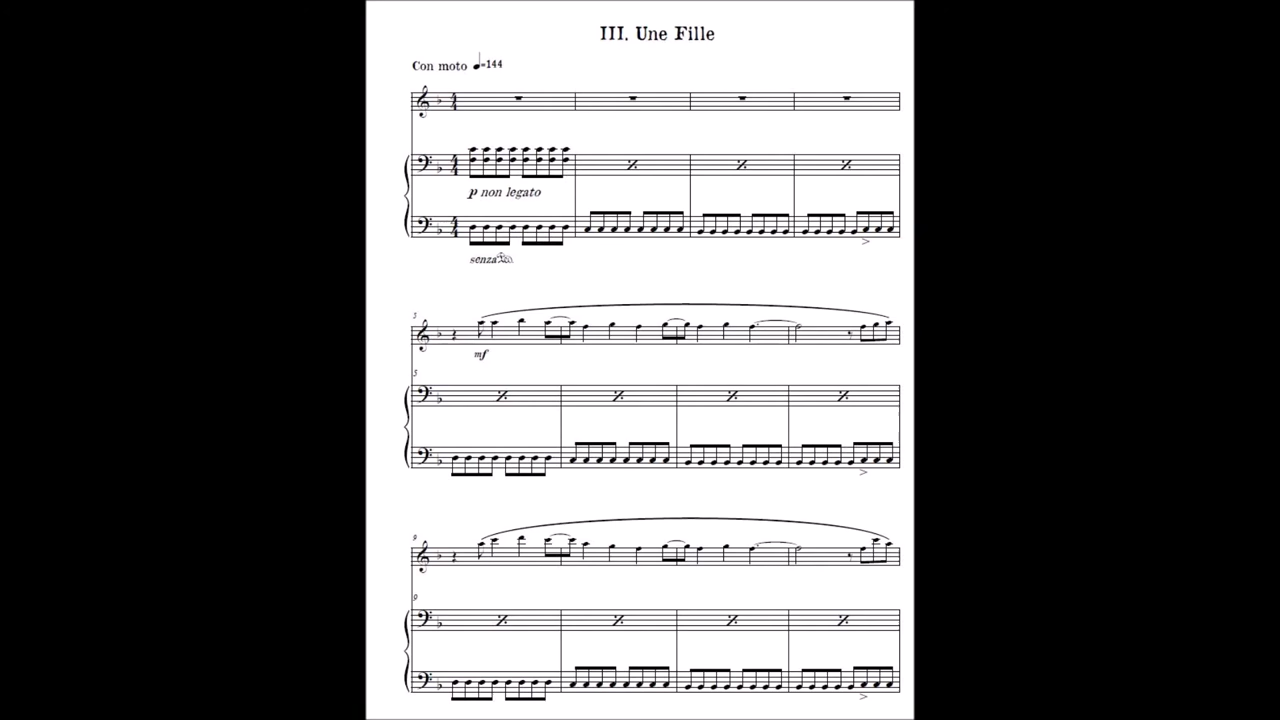 III. Une Fille
Con moto ♩=144
p non legato
senza
5
mf
5
9
9